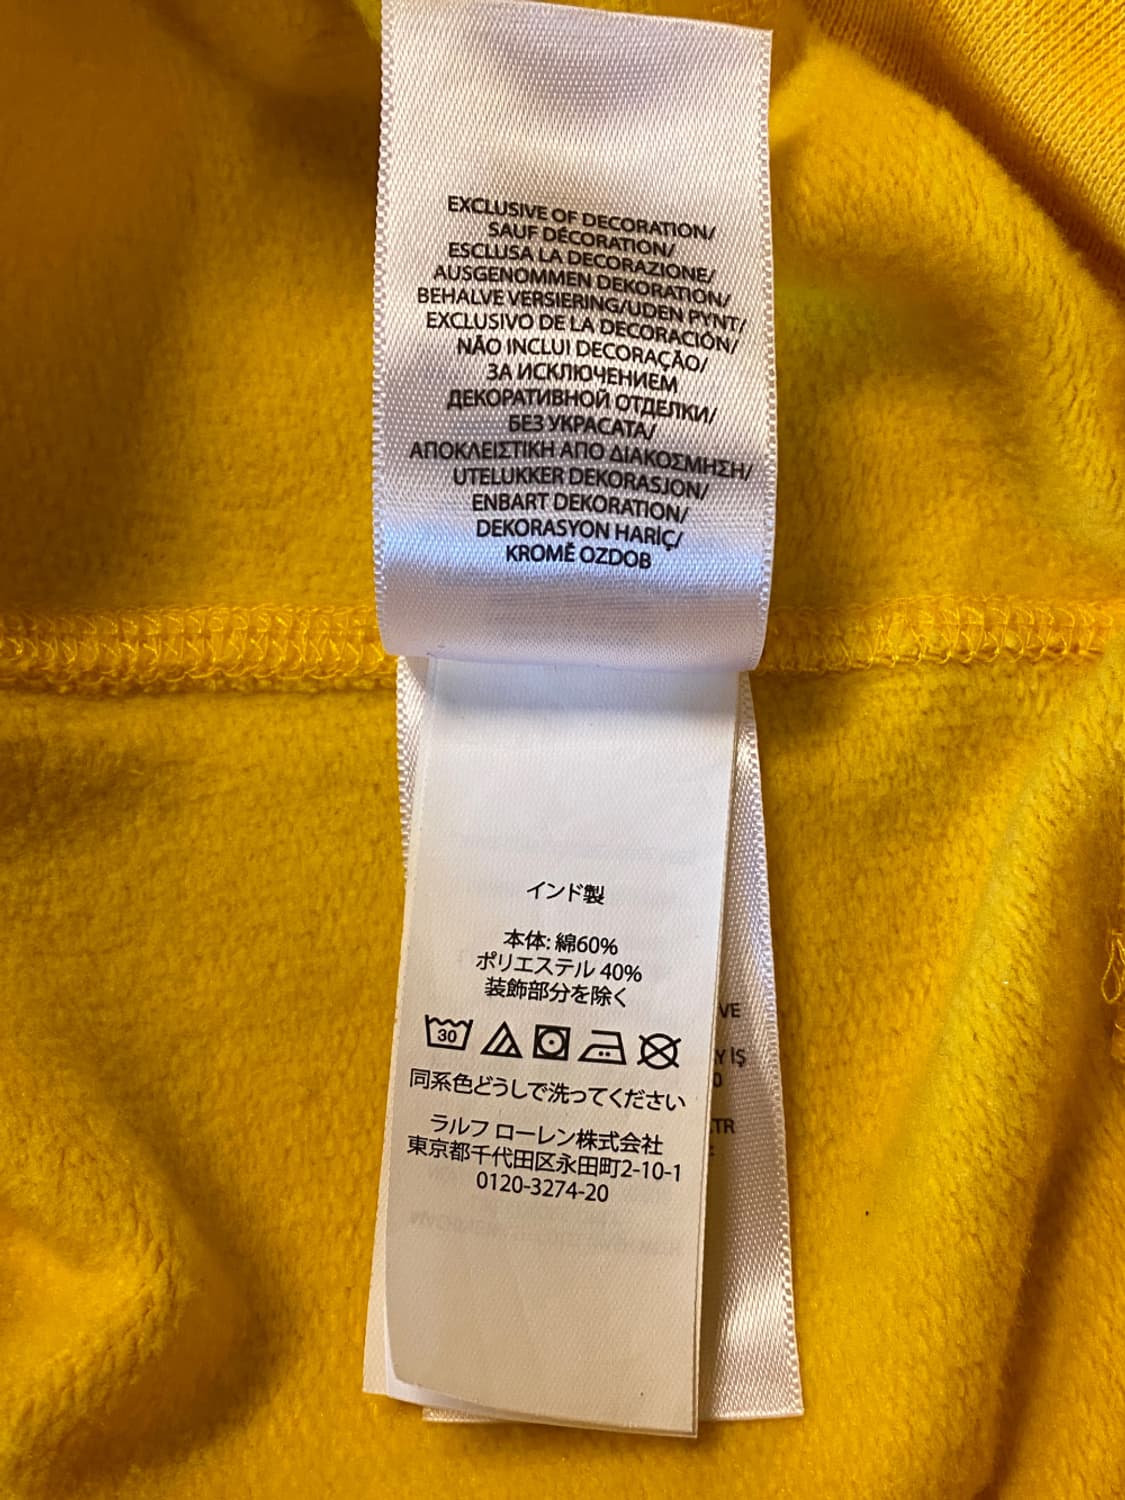 EXCLUSIVE OF DECORATION/
SAUF DÉCORATION/
ESCLUSA LA DECORAZIONE/
AUSGENOMMEN DEKORATION/
BEHALVE VERSIERING/UDEN PYNT/
EXCLUSIVO DE LA DECORACIÓN/
NÃO INCLUI DECORAÇÃO/
ЗА ИСКЛЮЧЕНИЕМ
ДЕКОРАТИВНОЙ ОТДЕЛКИ/
БЕЗ УКРАСАТА/
ΑΠΟΚΛΕΙΣΤΙΚΗ ΑΠΟ ΔΙΑΚΟΣΜΗΣΗ/
UTELUKKER DEKORASJON/
ENBART DEKORATION/
DEKORASYON HARİÇ/
KROMĚ OZDOB
インド製
本体: 綿60%
ポリエステル 40%
装飾部分を除く
30
同系色どうしで洗ってください
ラルフ ローレン株式会社
東京都千代田区永田町2-10-1
0120-3274-20
VE
Y İŞ
0
TR